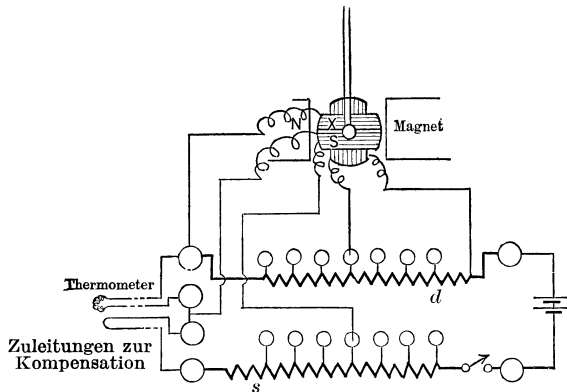 N
X
S
Magnet
Thermometer
d
Zuleitungen zur
Kompensation
s